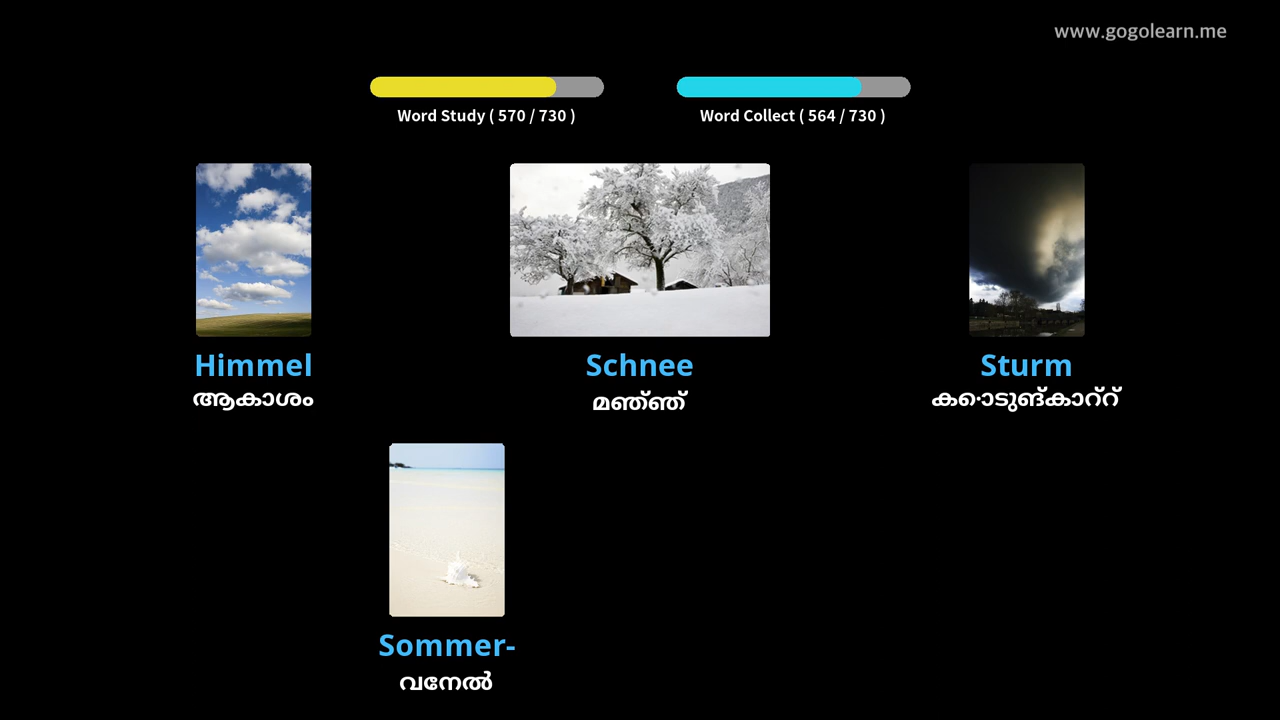 www.gogolearn.me
Word Study ( 570 / 730 )
Word Collect ( 564 / 730 )
Himmel
ആകാശം
Schnee
മഞ്ഞ്
Sturm
കൊടുങ്കാറ്റ്
Sommer-
വനേൽ